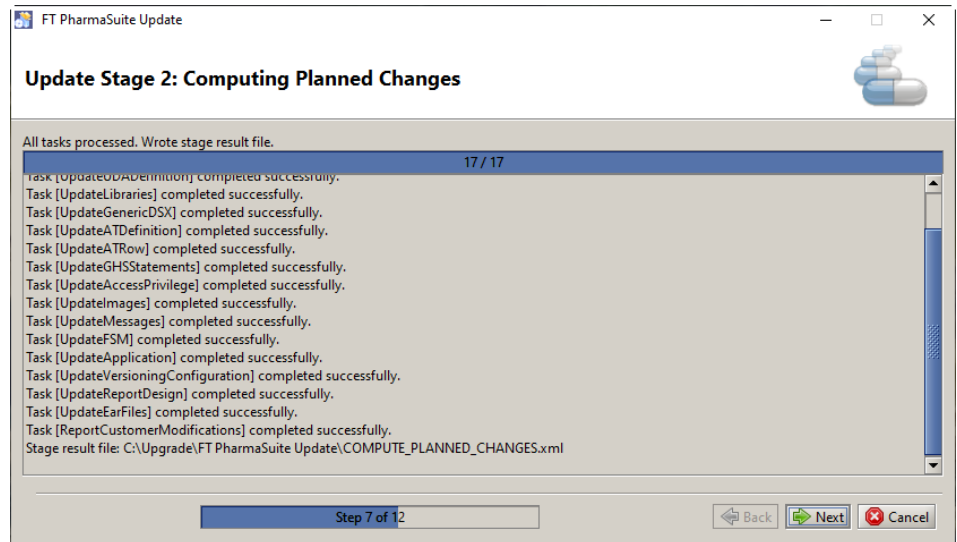 FT PharmaSuite Update
Update Stage 2: Computing Planned Changes
All tasks processed. Wrote stage result file.
17 / 17
Task [UpdateUDADefinition] completed successfully.
Task [UpdateLibraries] completed successfully.
Task [UpdateGenericDSX] completed successfully.
Task [UpdateATDefinition] completed successfully.
Task [UpdateATRow] completed successfully.
Task [UpdateGHSStatements] completed successfully.
Task [UpdateAccessPrivilege] completed successfully.
Task [UpdateImages] completed successfully.
Task [UpdateMessages] completed successfully.
Task [UpdateFSM] completed successfully.
Task [UpdateApplication] completed successfully.
Task [UpdateVersioningConfiguration] completed successfully.
Task [UpdateReportDesign] completed successfully.
Task [UpdateEarFiles] completed successfully.
Task [ReportCustomerModifications] completed successfully.
Stage result file: C:\Upgrade\FT PharmaSuite Update\COMPUTE_PLANNED_CHANGES.xml
Step 7 of 12
Back
Next
Cancel